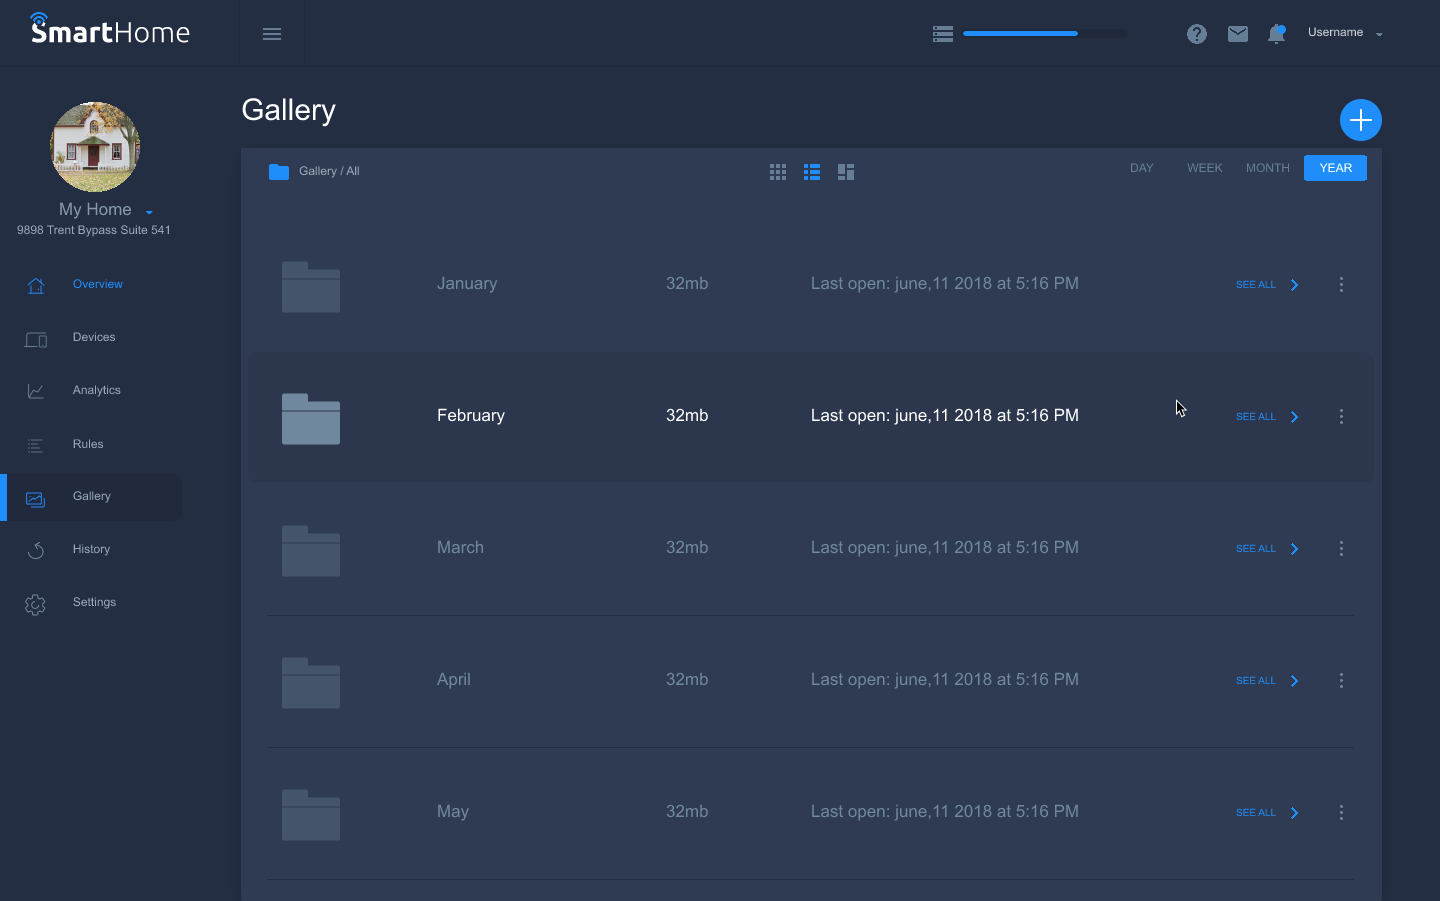 SmartHome
Username
My Home
9898 Trent Bypass Suite 541
Overview
Devices
Analytics
Rules
Gallery
History
Settings
Gallery
Gallery / All
DAY WEEK MONTH YEAR
January 32mb Last open: june,11 2018 at 5:16 PM SEE ALL
February 32mb Last open: june,11 2018 at 5:16 PM SEE ALL
March 32mb Last open: june,11 2018 at 5:16 PM SEE ALL
April 32mb Last open: june,11 2018 at 5:16 PM SEE ALL
May 32mb Last open: june,11 2018 at 5:16 PM SEE ALL